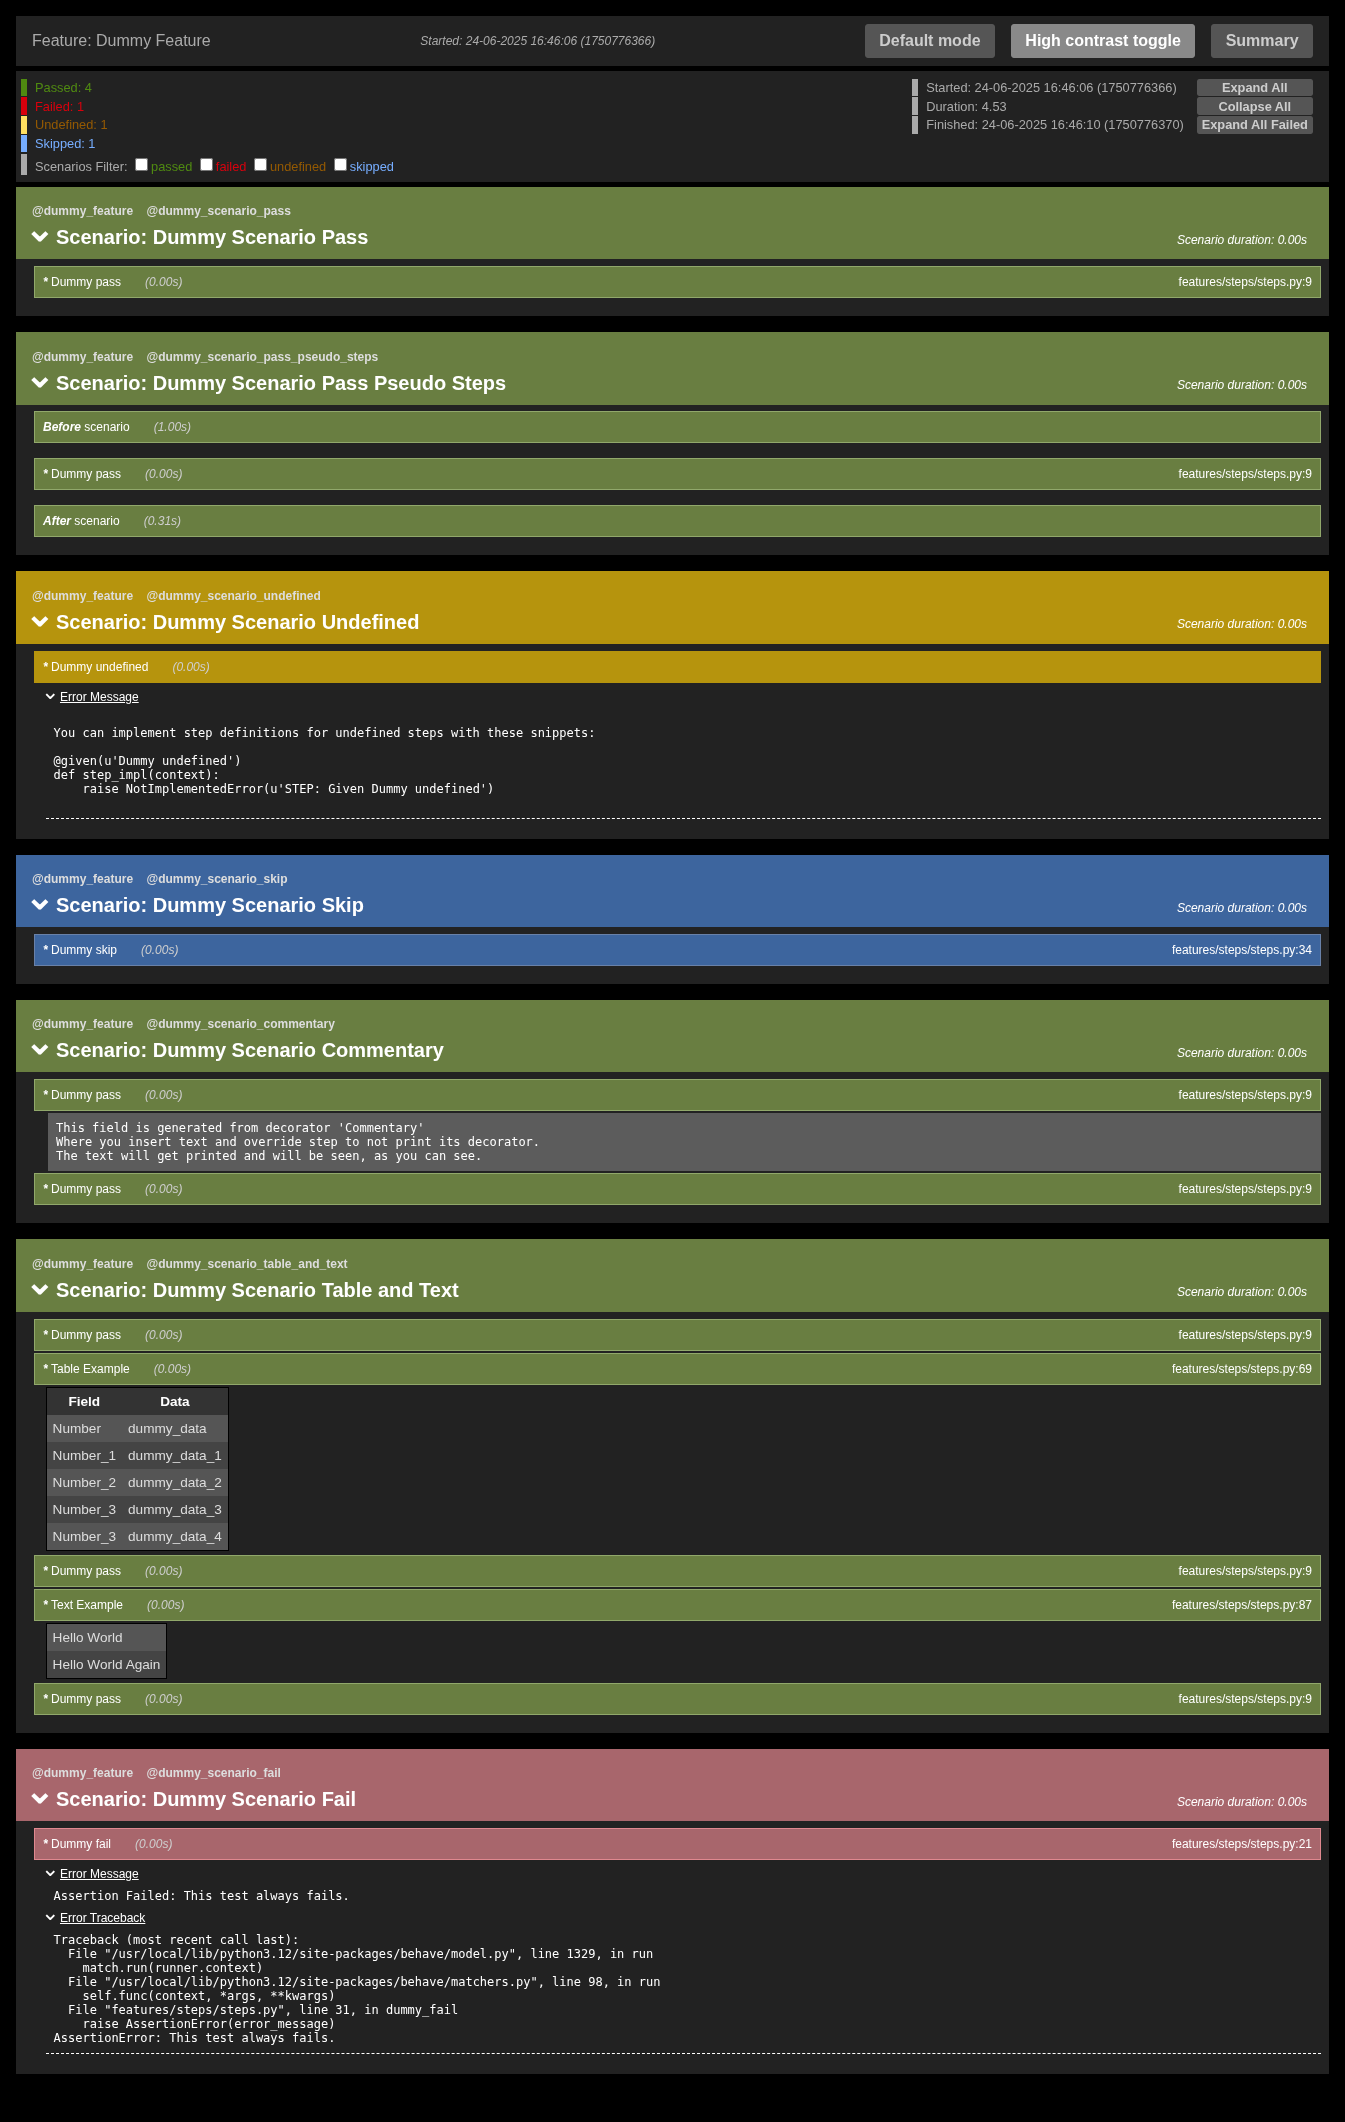 Feature: Dummy Feature
Started: 24-06-2025 16:46:06 (1750776366)
Default mode
High contrast toggle
Summary
Passed: 4
Failed: 1
Undefined: 1
Skipped: 1
Scenarios Filter: passed failed undefined skipped
Started: 24-06-2025 16:46:06 (1750776366)
Duration: 4.53
Finished: 24-06-2025 16:46:10 (1750776370)
Expand All
Collapse All
Expand All Failed
@dummy_feature @dummy_scenario_pass
Scenario: Dummy Scenario Pass
Scenario duration: 0.00s
* Dummy pass (0.00s) features/steps/steps.py:9
@dummy_feature @dummy_scenario_pass_pseudo_steps
Scenario: Dummy Scenario Pass Pseudo Steps
Scenario duration: 0.00s
Before scenario (1.00s)
* Dummy pass (0.00s) features/steps/steps.py:9
After scenario (0.31s)
@dummy_feature @dummy_scenario_undefined
Scenario: Dummy Scenario Undefined
Scenario duration: 0.00s
* Dummy undefined (0.00s)
Error Message
You can implement step definitions for undefined steps with these snippets:
@given(u'Dummy undefined')
def step_impl(context):
    raise NotImplementedError(u'STEP: Given Dummy undefined')
@dummy_feature @dummy_scenario_skip
Scenario: Dummy Scenario Skip
Scenario duration: 0.00s
* Dummy skip (0.00s) features/steps/steps.py:34
@dummy_feature @dummy_scenario_commentary
Scenario: Dummy Scenario Commentary
Scenario duration: 0.00s
* Dummy pass (0.00s) features/steps/steps.py:9
This field is generated from decorator 'Commentary'
Where you insert text and override step to not print its decorator.
The text will get printed and will be seen, as you can see.
* Dummy pass (0.00s) features/steps/steps.py:9
@dummy_feature @dummy_scenario_table_and_text
Scenario: Dummy Scenario Table and Text
Scenario duration: 0.00s
* Dummy pass (0.00s) features/steps/steps.py:9
* Table Example (0.00s) features/steps/steps.py:69
Field Data
Number dummy_data
Number_1 dummy_data_1
Number_2 dummy_data_2
Number_3 dummy_data_3
Number_3 dummy_data_4
* Dummy pass (0.00s) features/steps/steps.py:9
* Text Example (0.00s) features/steps/steps.py:87
Hello World
Hello World Again
* Dummy pass (0.00s) features/steps/steps.py:9
@dummy_feature @dummy_scenario_fail
Scenario: Dummy Scenario Fail
Scenario duration: 0.00s
* Dummy fail (0.00s) features/steps/steps.py:21
Error Message
Assertion Failed: This test always fails.
Error Traceback
Traceback (most recent call last):
  File "/usr/local/lib/python3.12/site-packages/behave/model.py", line 1329, in run
    match.run(runner.context)
  File "/usr/local/lib/python3.12/site-packages/behave/matchers.py", line 98, in run
    self.func(context, *args, **kwargs)
  File "features/steps/steps.py", line 31, in dummy_fail
    raise AssertionError(error_message)
AssertionError: This test always fails.